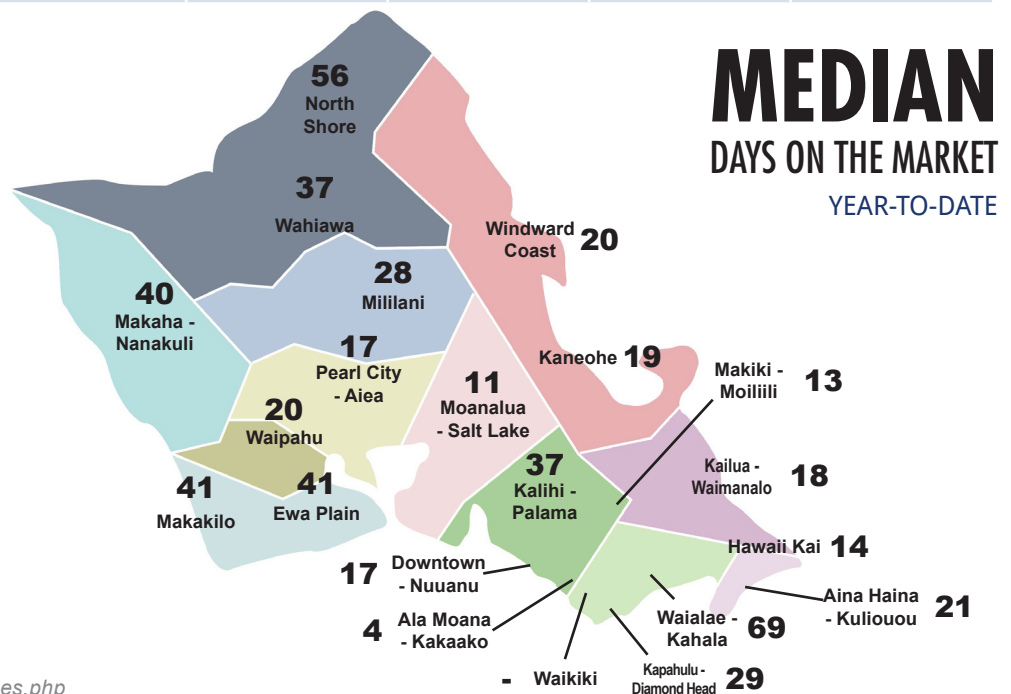 MEDIAN
DAYS ON THE MARKET
YEAR-TO-DATE
56
North
Shore
37
Wahiawa
Windward
Coast 20
28
Mililani
40
Makaha -
Nanakuli
17
Pearl City
- Aiea
Kaneohe 19
11
Moanalua
- Salt Lake
Makiki -
Moiliili 13
20
Waipahu
37
Kalihi -
Palama
Kailua -
Waimanalo 18
41
Makakilo
41
Ewa Plain
Hawaii Kai 14
17 Downtown
- Nuuanu
Aina Haina
- Kuliouou 21
4 Ala Moana
- Kakaako
Waialae -
Kahala 69
- Waikiki
Kapahulu -
Diamond Head 29
es.php